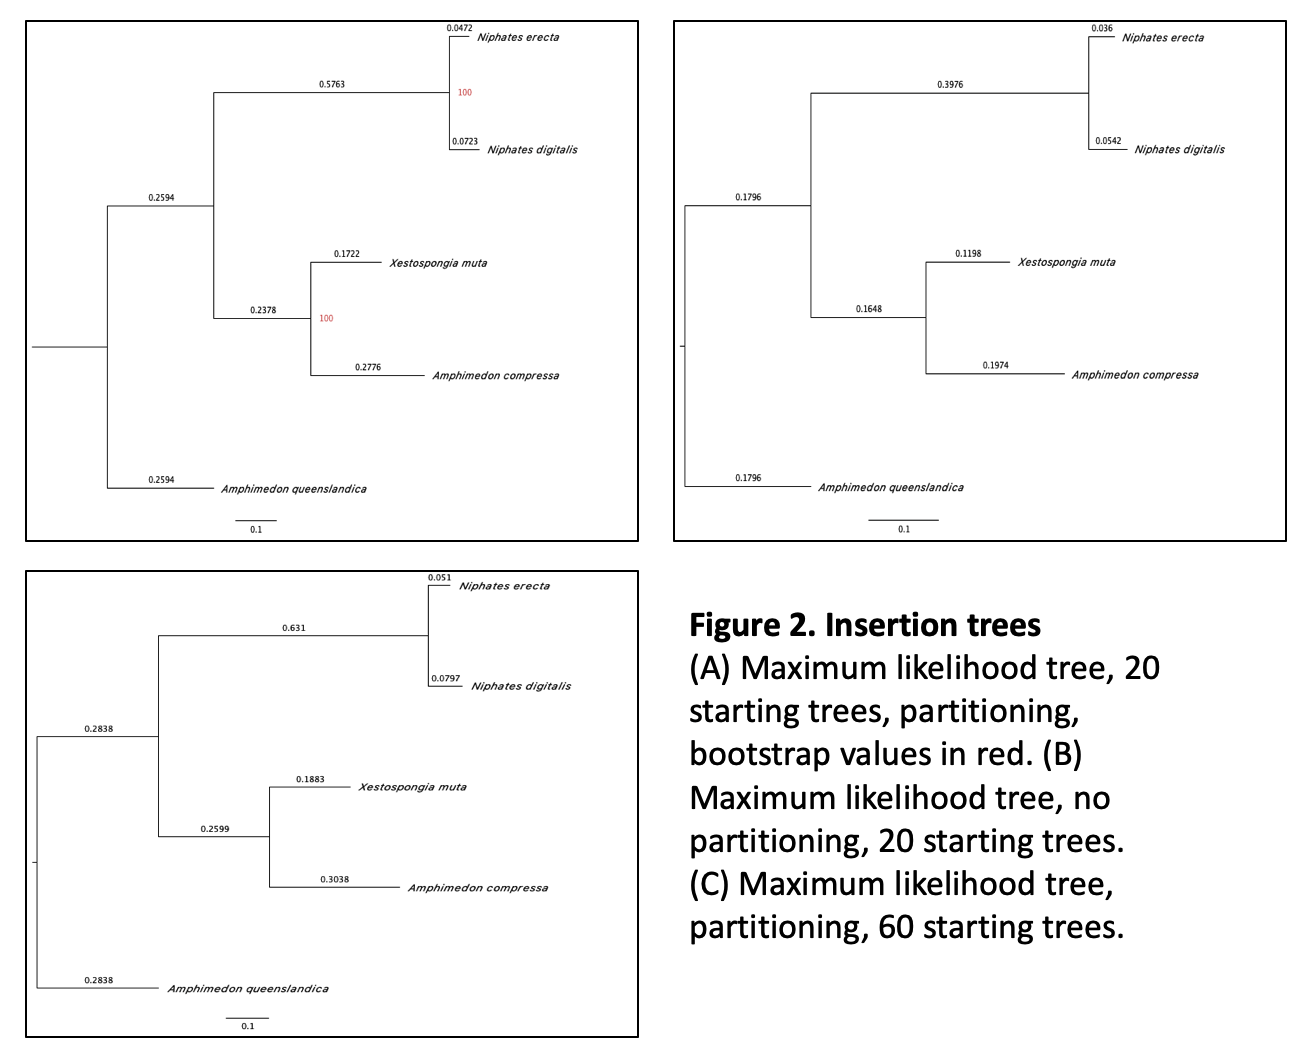 0.0472
Niphates erecta
0.5763
100
0.0723
Niphates digitalis
0.2594
0.1722
Xestospongia muta
0.2378
100
0.2776
Amphimedon compressa
0.2594
Amphimedon queenslandica
0.1
0.036
Niphates erecta
0.3976
0.0542
Niphates digitalis
0.1796
0.1198
Xestospongia muta
0.1648
0.1974
Amphimedon compressa
0.1796
Amphimedon queenslandica
0.1
0.051
Niphates erecta
0.631
0.0797
Niphates digitalis
0.2838
0.1883
Xestospongia muta
0.2599
0.3038
Amphimedon compressa
0.2838
Amphimedon queenslandica
0.1
Figure 2. Insertion trees
(A) Maximum likelihood tree, 20
starting trees, partitioning,
bootstrap values in red. (B)
Maximum likelihood tree, no
partitioning, 20 starting trees.
(C) Maximum likelihood tree,
partitioning, 60 starting trees.